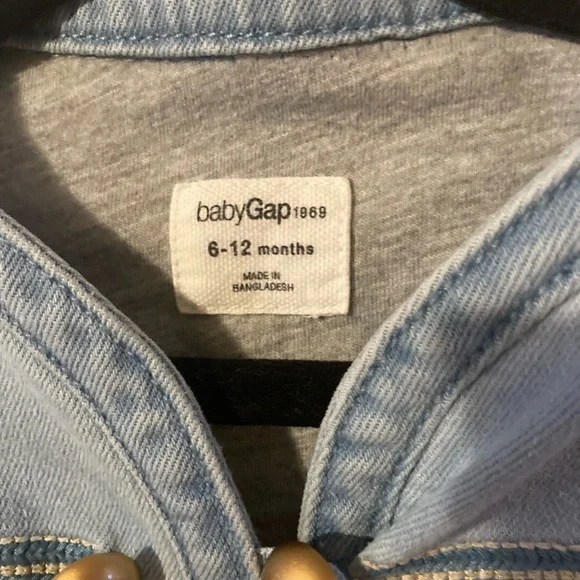 babyGap 1969
6-12 months
MADE IN
BANGLADESH